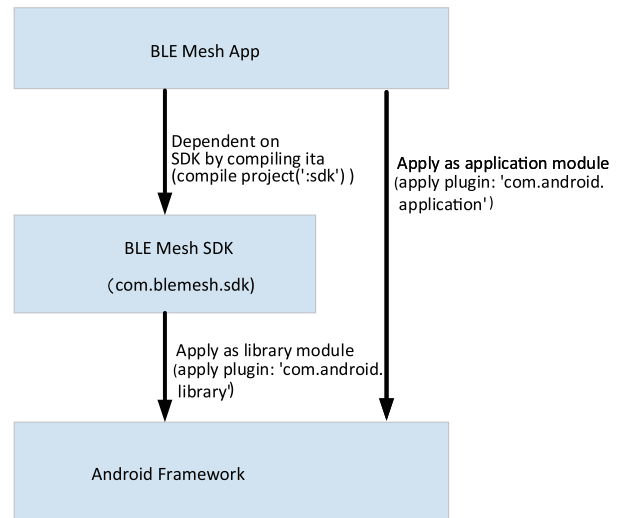 BLE Mesh App
Dependent on
SDK by compiling ita
(compile project(':sdk') )
Apply as application module
(apply plugin: 'com.android.
application')
BLE Mesh SDK
（com.blemesh.sdk)
Apply as library module
(apply plugin: 'com.android.
library')
Android Framework